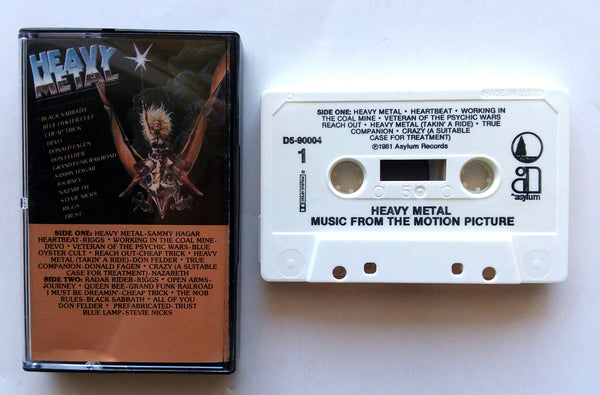 HEAVY
METAL
BLACK SABBATH
BLUE OYSTER CULT
CHEAP TRICK
DEVO
DONALD FAGEN
DON FELDER
GRAND FUNK RAILROAD
SAMMY HAGAR
JOURNEY
NAZARETH
STEVIE NICKS
RIGGS
TRUST
SIDE ONE: HEAVY METAL-SAMMY HAGAR
HEARTBEAT-RIGGS • WORKING IN THE COAL MINE-
DEVO • VETERAN OF THE PSYCHIC WARS-BLUE
OYSTER CULT • REACH OUT-CHEAP TRICK • HEAVY
METAL (TAKIN' A RIDE)-DON FELDER • TRUE
COMPANION-DONALD FAGEN • CRAZY (A SUITABLE
CASE FOR TREATMENT)-NAZARETH
SIDE TWO: RADAR RIDER-RIGGS • OPEN ARMS-
JOURNEY • QUEEN BEE-GRAND FUNK RAILROAD
I MUST BE DREAMIN'-CHEAP TRICK • THE MOB
RULES-BLACK SABBATH • ALL OF YOU
DON FELDER • PREFABRICATED-TRUST
BLUE LAMP-STEVIE NICKS
MADE IN U.S.A.
SIDE ONE: HEAVY METAL • HEARTBEAT • WORKING IN
THE COAL MINE • VETERAN OF THE PSYCHIC WARS
REACH OUT • HEAVY METAL (TAKIN' A RIDE) • TRUE
COMPANION • CRAZY (A SUITABLE
CASE FOR TREATMENT)
D5-90004
℗1981 Asylum Records
1
DOLBY SYSTEM
asylum
HEAVY METAL
MUSIC FROM THE MOTION PICTURE